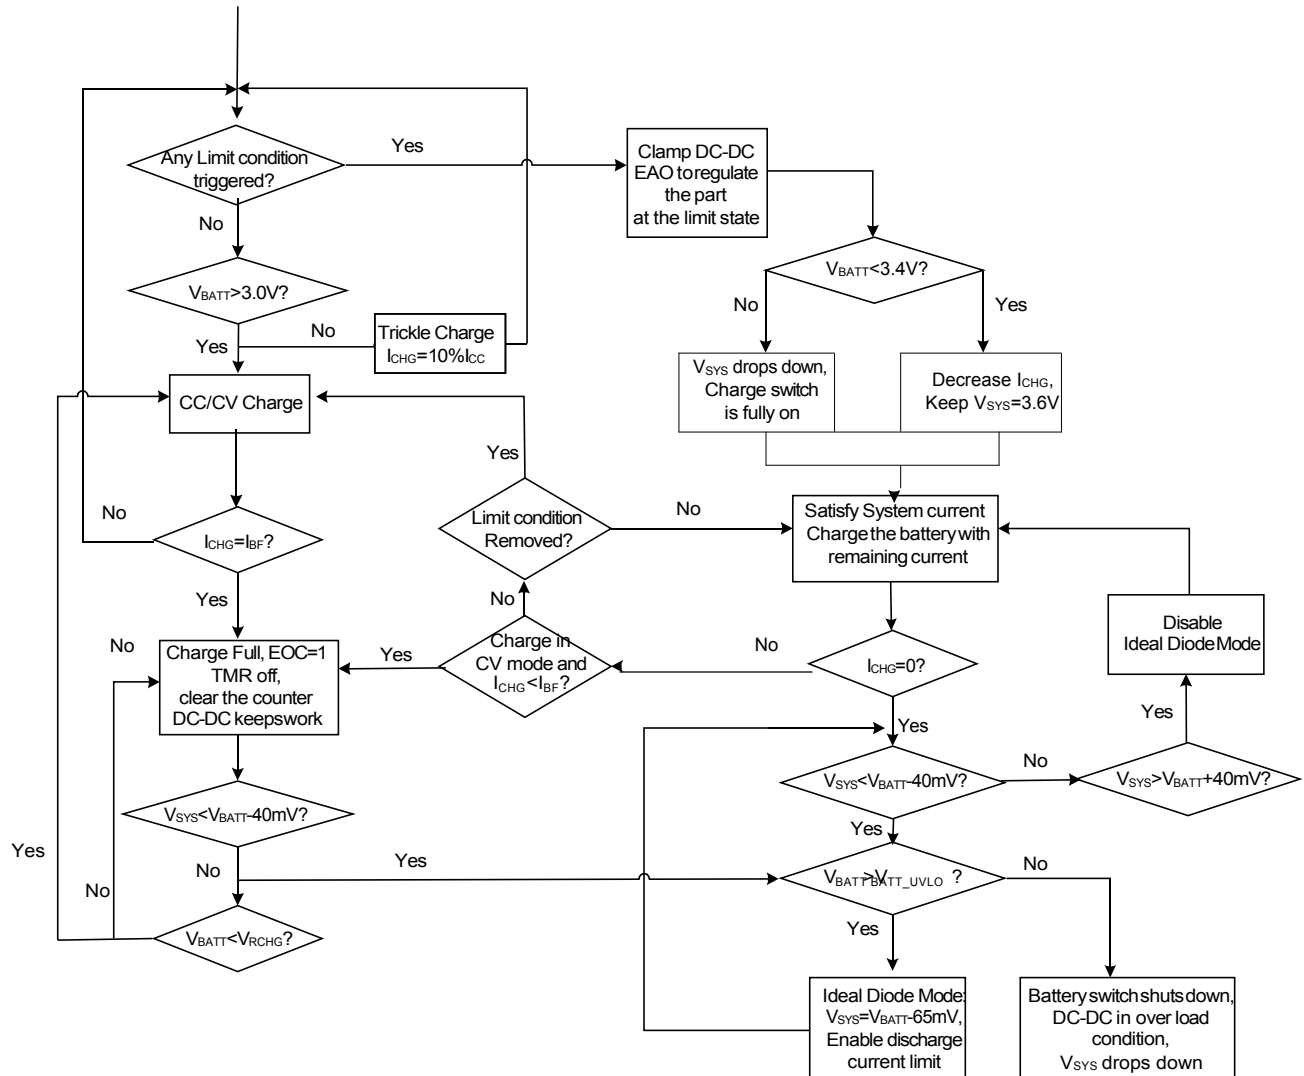 Yes
Any Limit condition
triggered?
Clamp DC-DC
EAO to regulate
the part
at the limit state
No
VBATT>3.0V?
VBATT<3.4V?
No
Yes
No
Yes
Trickle Charge
ICHG=10%ICC
VSYS drops down,
Charge switch
is fully on
Decrease ICHG,
Keep VSYS=3.6V
CC/CV Charge
Yes
No
Limit condition
Removed?
No
Satisfy System current
Charge the battery with
remaining current
ICHG=IBF?
Yes
No
No
Charge Full, EOC=1
TMR off,
clear the counter
DC-DC keepswork
Yes
Charge in
CV mode and
ICHG<IBF?
No
ICHG=0?
Disable
Ideal Diode Mode
Yes
Yes
VSYS<VBATT-40mV?
No
VSYS>VBATT+40mV?
VSYS<VBATT-40mV?
Yes
Yes
No
Yes
No
VBATT>VBATT_UVLO ?
No
VBATT<VRCHG?
Yes
Ideal Diode Mode:
VSYS=VBATT-65mV,
Enable discharge
current limit
Battery switch shuts down,
DC-DC in over load
condition,
VSYS drops down